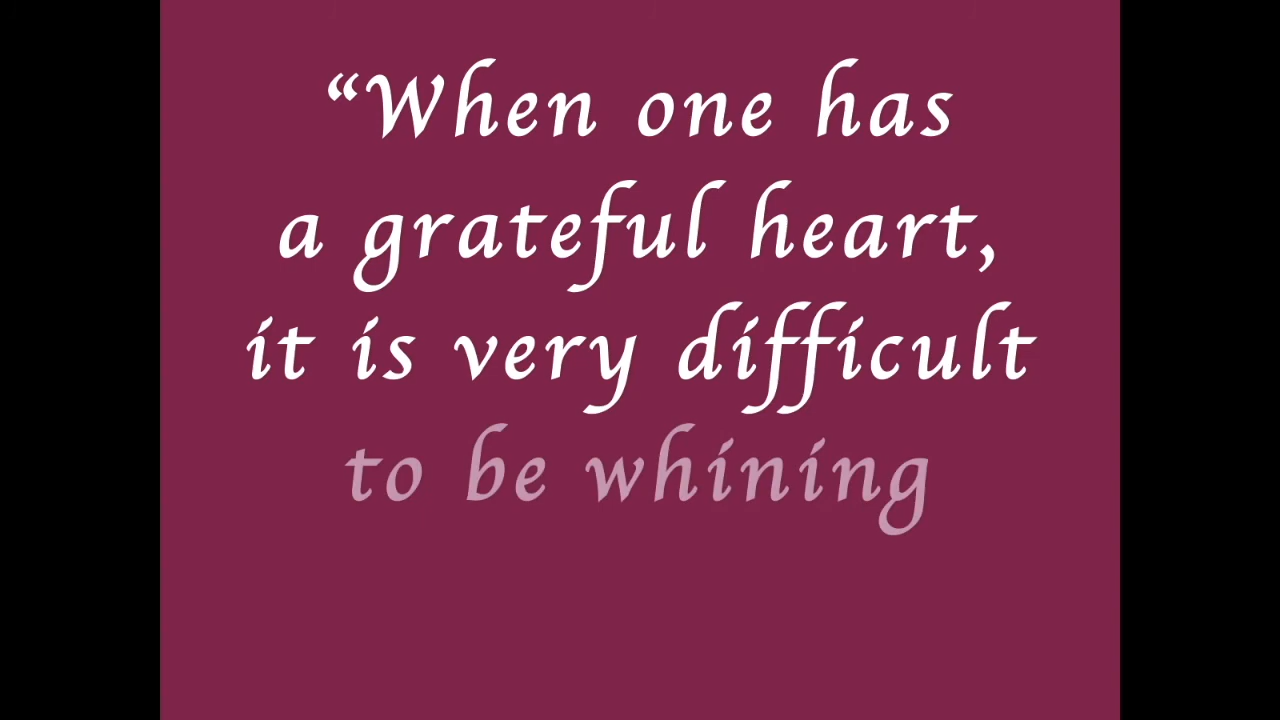 “When one has
a grateful heart,
it is very difficult
to be whining